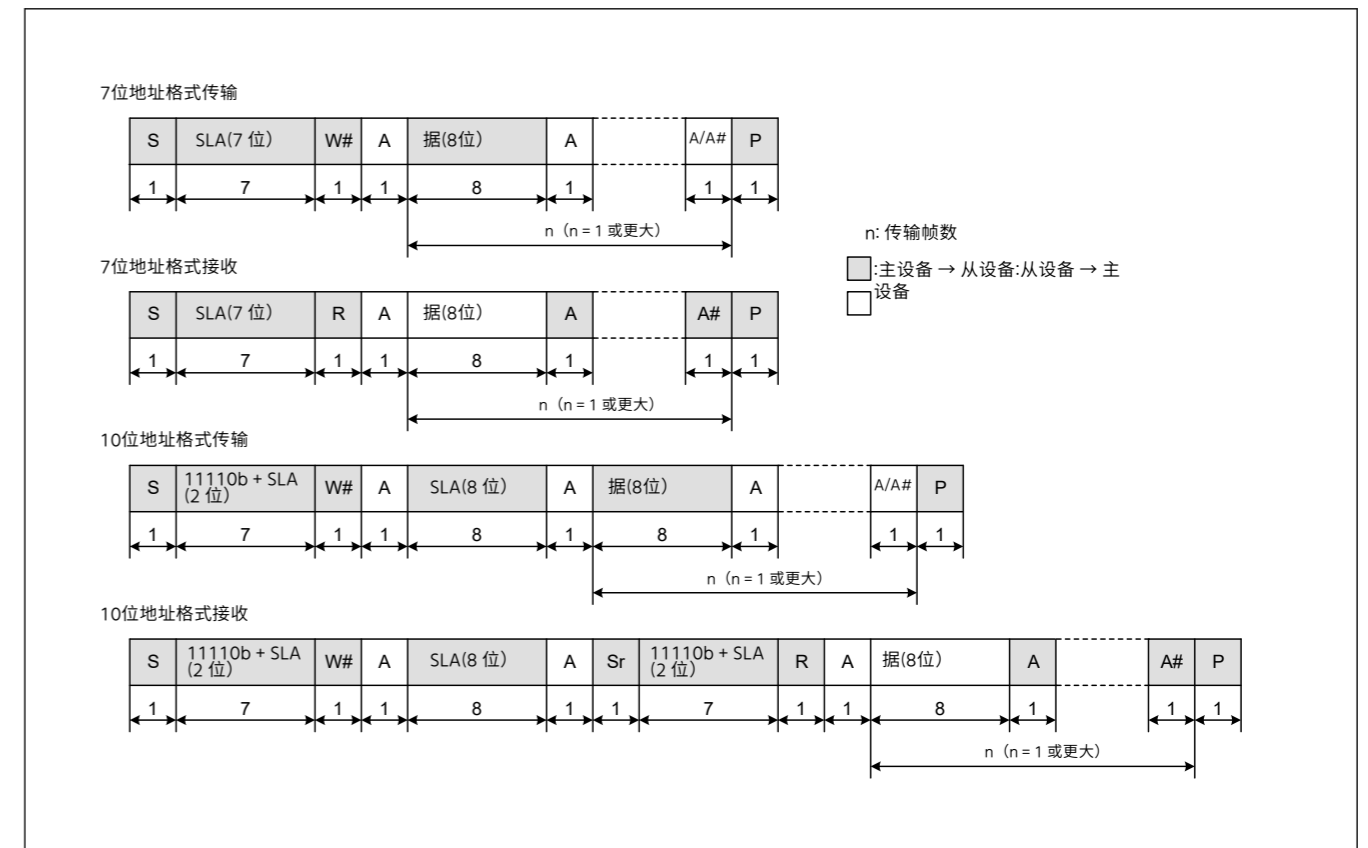 7位地址格式传输
S SLA(7 位) W# A 据(8位) A A/A# P
1 7 1 1 8 1 1 1
n（n = 1 或更大）
n: 传输帧数
:主设备 → 从设备:从设备 → 主
设备
7位地址格式接收
S SLA(7 位) R A 据(8位) A A# P
1 7 1 1 8 1 1 1
n（n = 1 或更大）
10位地址格式传输
S 11110b + SLA W# A SLA(8 位) A 据(8位) A A/A# P
(2 位)
1 7 1 1 8 1 8 1 1 1
n（n = 1 或更大）
10位地址格式接收
S 11110b + SLA W# A SLA(8 位) A Sr 11110b + SLA R A 据(8位) A A# P
(2 位) (2 位)
1 7 1 1 8 1 1 7 1 1 8 1 1 1
n（n = 1 或更大）